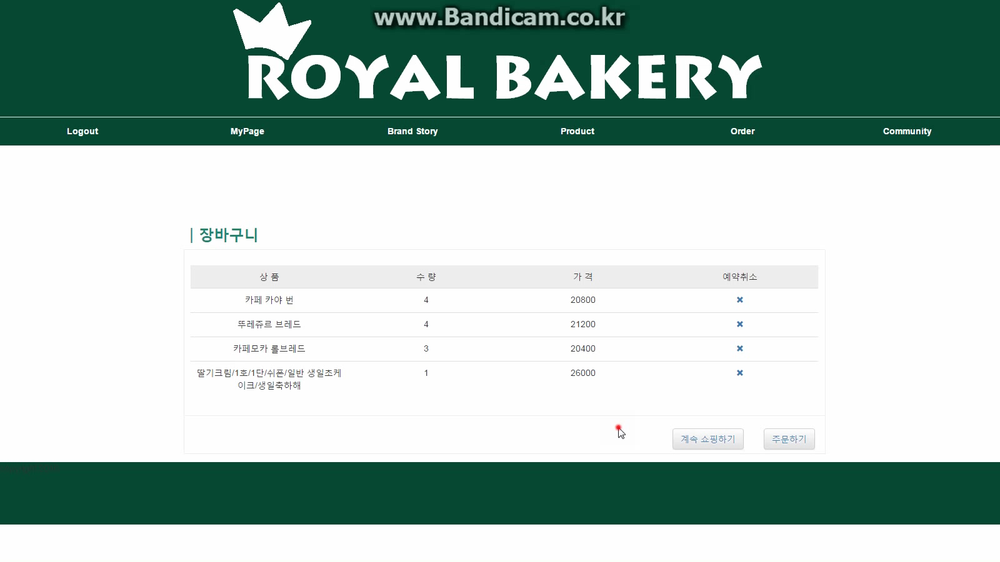 www.Bandicam.co.kr
ROYAL BAKERY
Logout MyPage Brand Story Product Order Community
| 장바구니
상 품 수 량 가 격 예약취소
카페 카야 번 4 20800
뚜레쥬르 브레드 4 21200
카페모카 롤브레드 3 20400
딸기크림/1호/1단/쉬폰/일반 생일초케 1 26000
이크/생일축하해
계속 쇼핑하기 주문하기